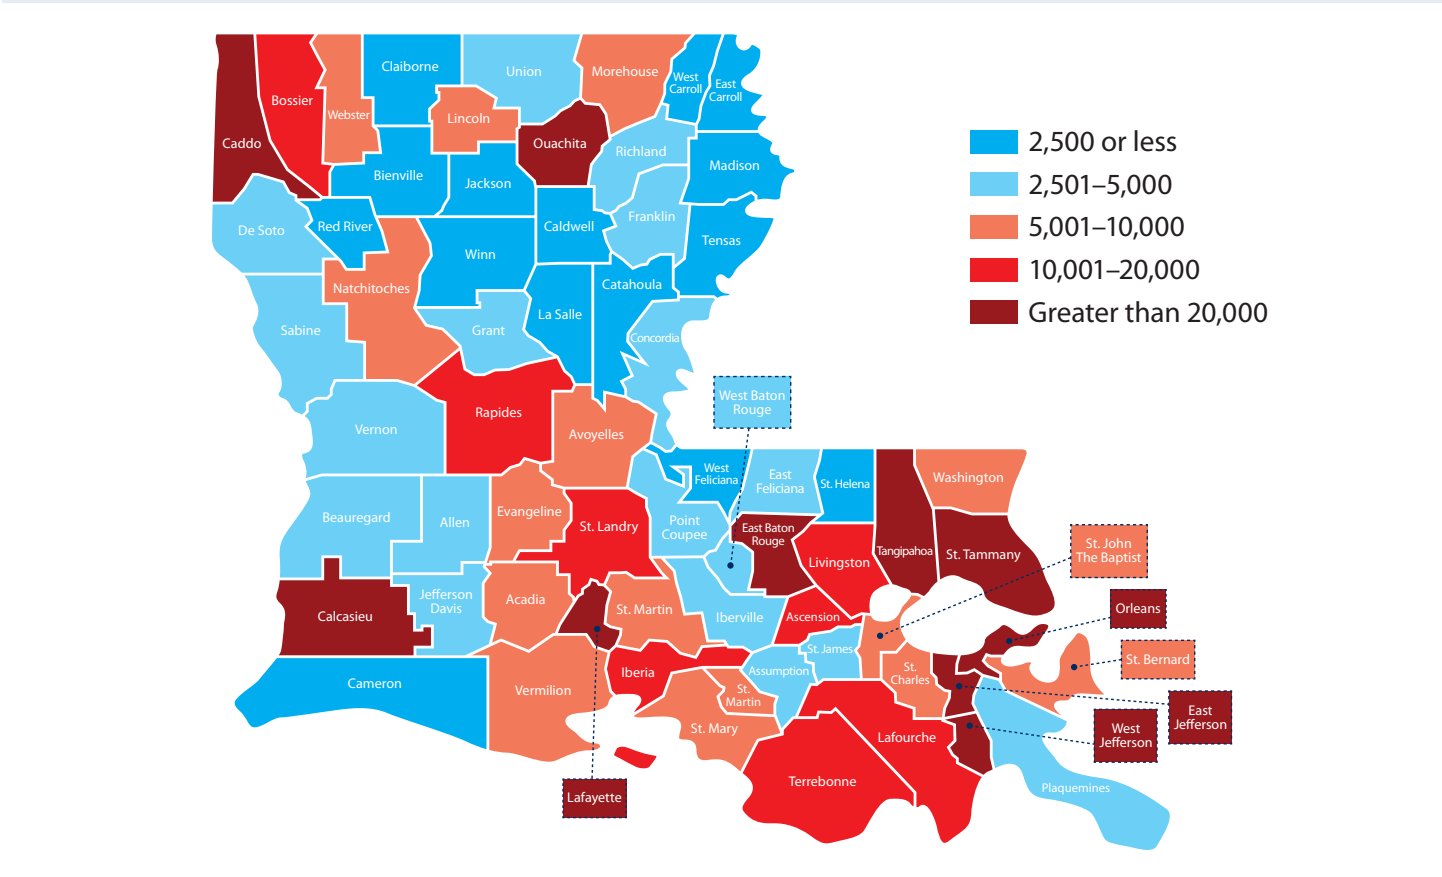 Claiborne
Union
Morehouse
West
Carroll
East
Carroll
Bossier
Webster
Lincoln
Caddo
Ouachita
Richland
Madison
Bienville
Jackson
De Soto
Red River
Caldwell
Franklin
Tensas
Winn
Natchitoches
Catahoula
Sabine
Grant
La Salle
Concordia
2,500 or less
2,501–5,000
5,001–10,000
10,001–20,000
Greater than 20,000
West Baton
Rouge
Rapides
Vernon
Avoyelles
West
Feliciana
East
Feliciana
St. Helena
Washington
Beauregard
Allen
Evangeline
St. Landry
Point
Coupee
East Baton
Rouge
Tangipahoa
St. Tammany
Livingston
St. John
The Baptist
Calcasieu
Jefferson
Davis
Acadia
St. Martin
Iberville
Ascension
Orleans
St. James
Cameron
Vermilion
Iberia
Assumption
St.
Martin
St.
Charles
St. Bernard
St. Mary
Lafourche
West
Jefferson
East
Jefferson
Terrebonne
Plaquemines
Lafayette